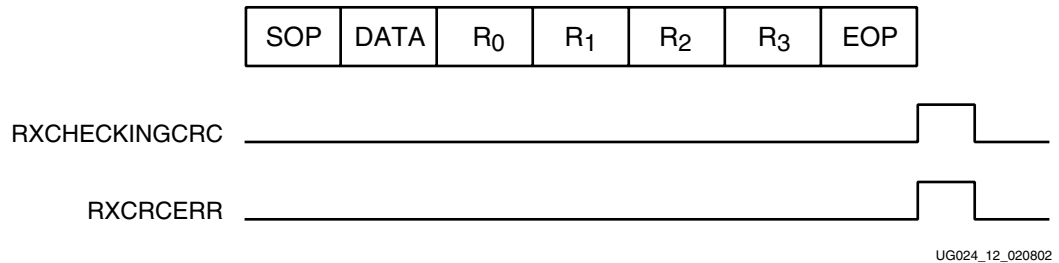 SOP DATA R0 R1 R2 R3 EOP
RXCHECKINGCRC
RXCRCERR
UG024_12_020802